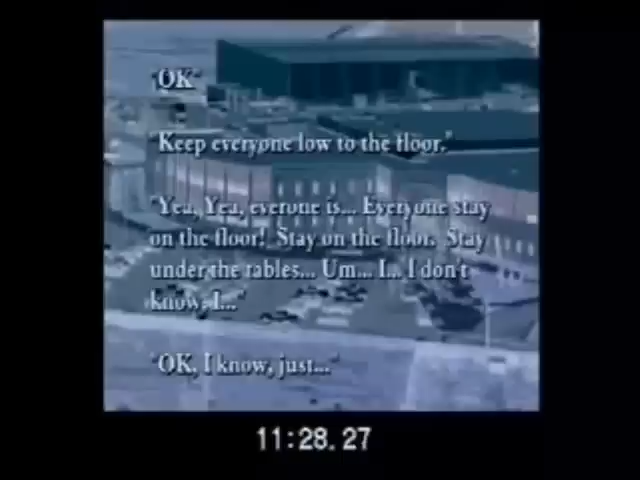 "OK"
"Keep everyone low to the floor."
"Yea, Yea, everone is... Everyone stay
on the floor! Stay on the floor. Stay
under the tables... Um... I... I don't
know, I..."
"OK, I know, just..."
11:28.27